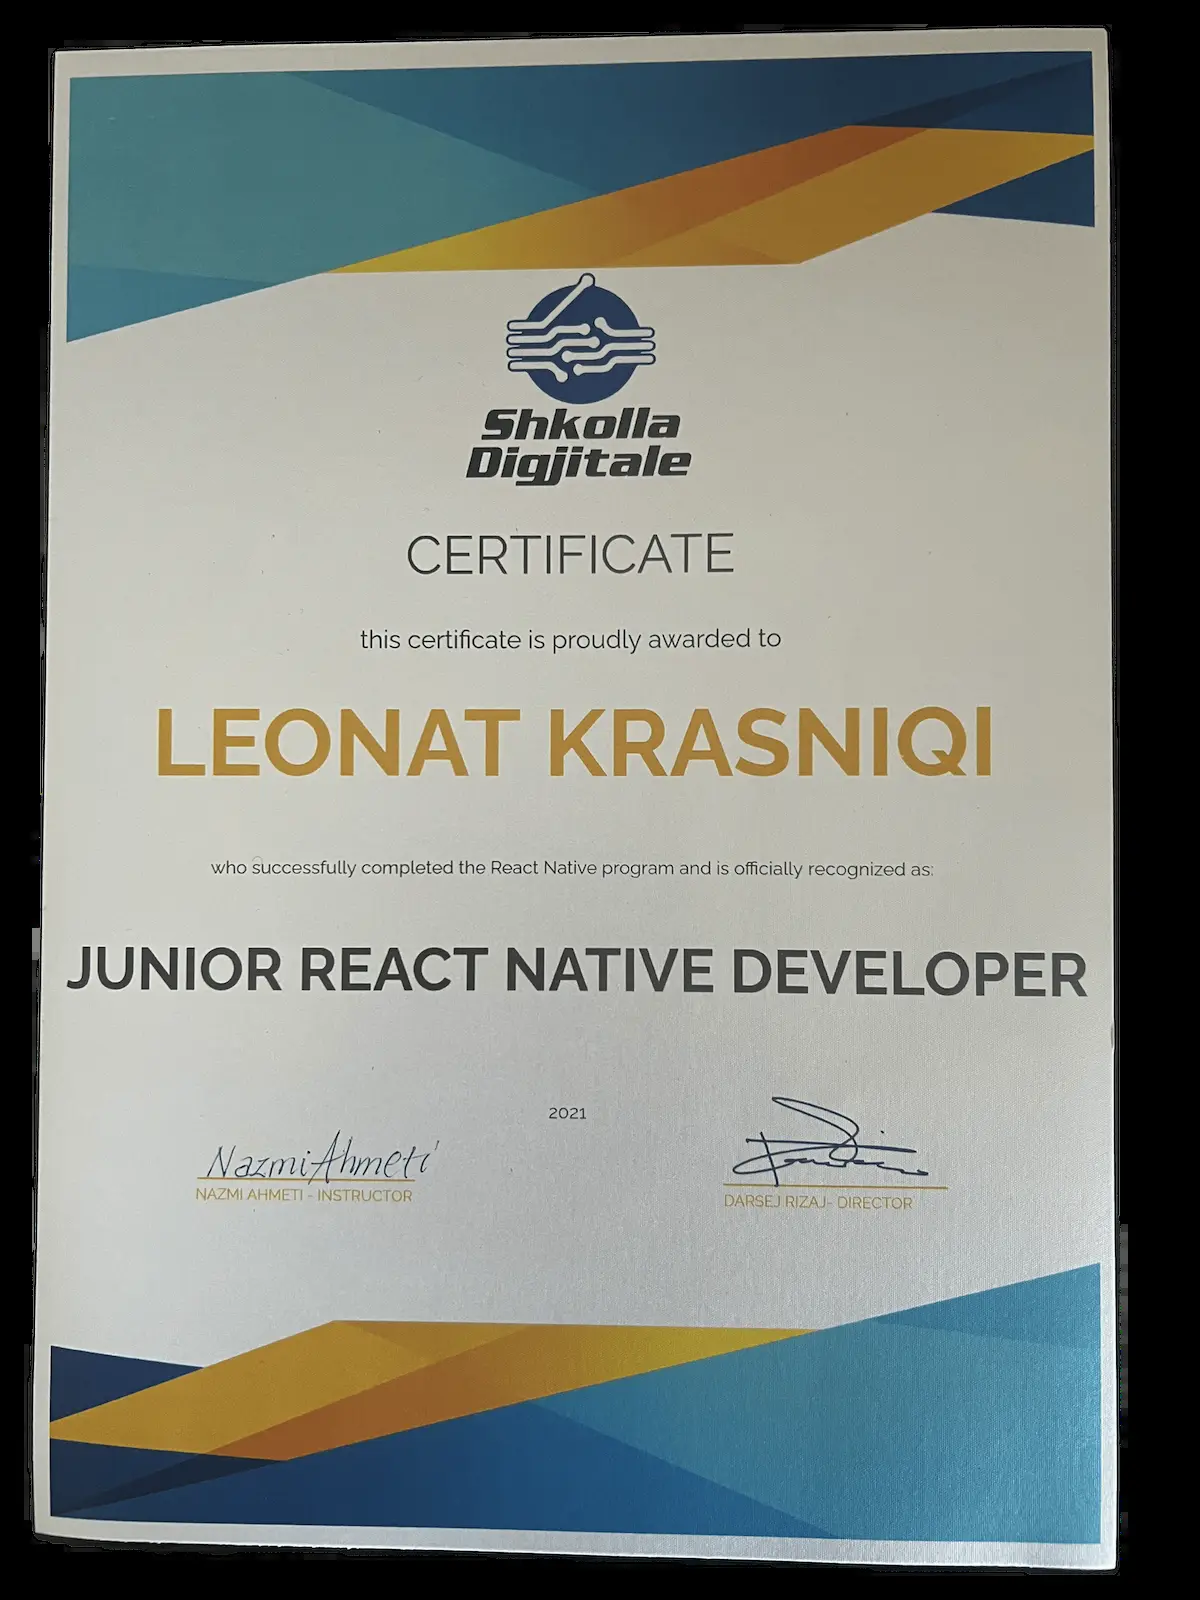 Shkolla
Digjitale
CERTIFICATE
this certificate is proudly awarded to
LEONAT KRASNIQI
who successfully completed the React Native program and is officially recognized as:
JUNIOR REACT NATIVE DEVELOPER
2021
Nazmi Ahmeti
NAZMI AHMETI - INSTRUCTOR
DARSEJ RIZAJ- DIRECTOR